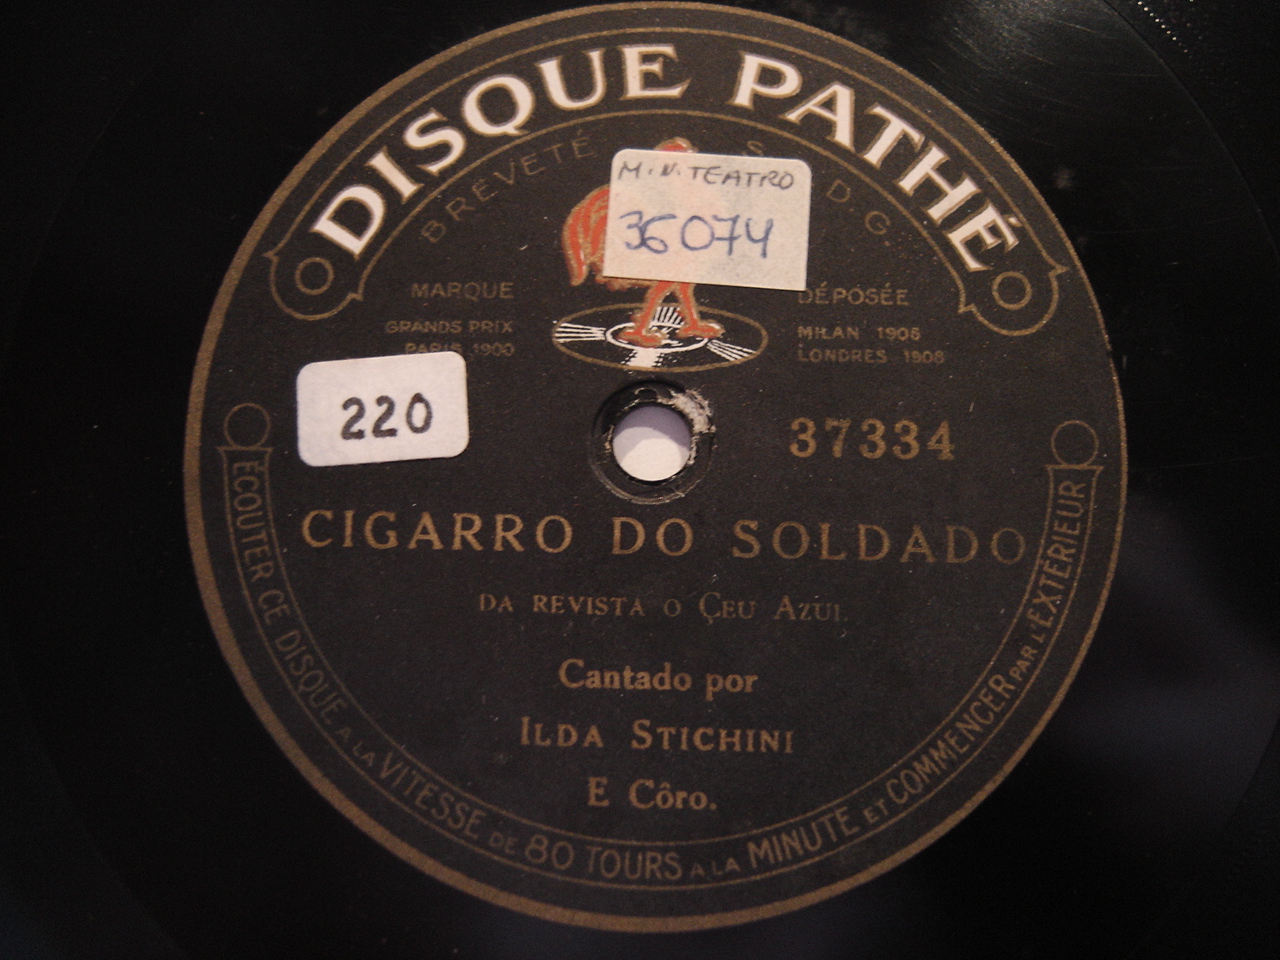 DISQUE PATHÉ
BREVETÉ S. D. G.
M. N. TEATRO
36074
MARQUE DÉPOSÉE
GRANDS PRIX
PARIS 1900
MILAN 1906
LONDRES 1908
220
37334
CIGARRO DO SOLDADO
DA REVISTA O ÇEU AZUL
Cantado por
ILDA STICHINI
E Côro.
ÉCOUTER CE DISQUE A LA VITESSE DE 80 TOURS A LA MINUTE ET COMMENCER PAR L'EXTÉRIEUR